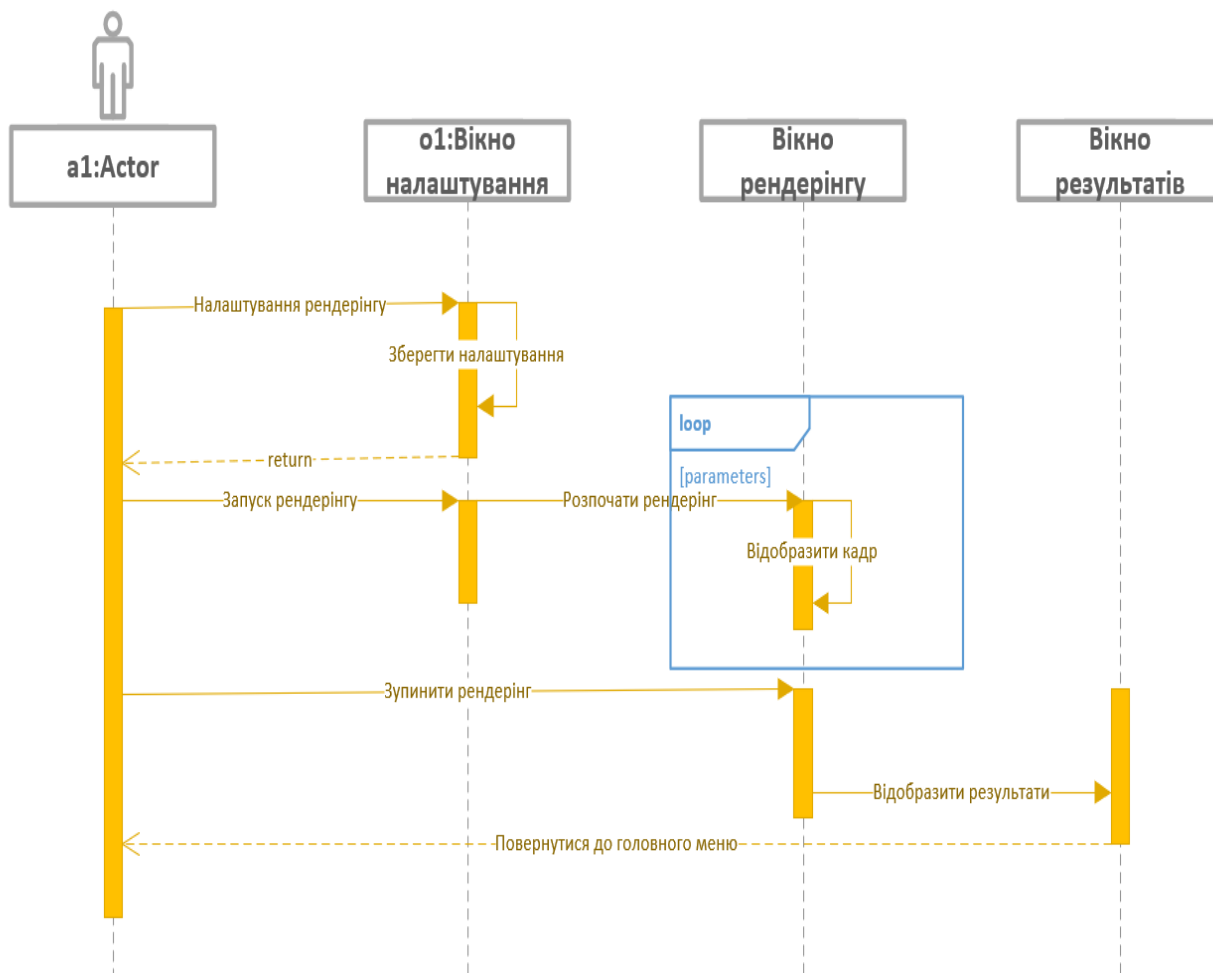 a1:Actor
o1:Вікно
налаштування
Вікно
рендерінгу
Вікно
результатів
Налаштування рендерінгу
Зберегти налаштування
loop
[parameters]
return
Запуск рендерінгу
Розпочати рендерінг
Відобразити кадр
Зупинити рендерінг
Відобразити результати
Повернутися до головного меню